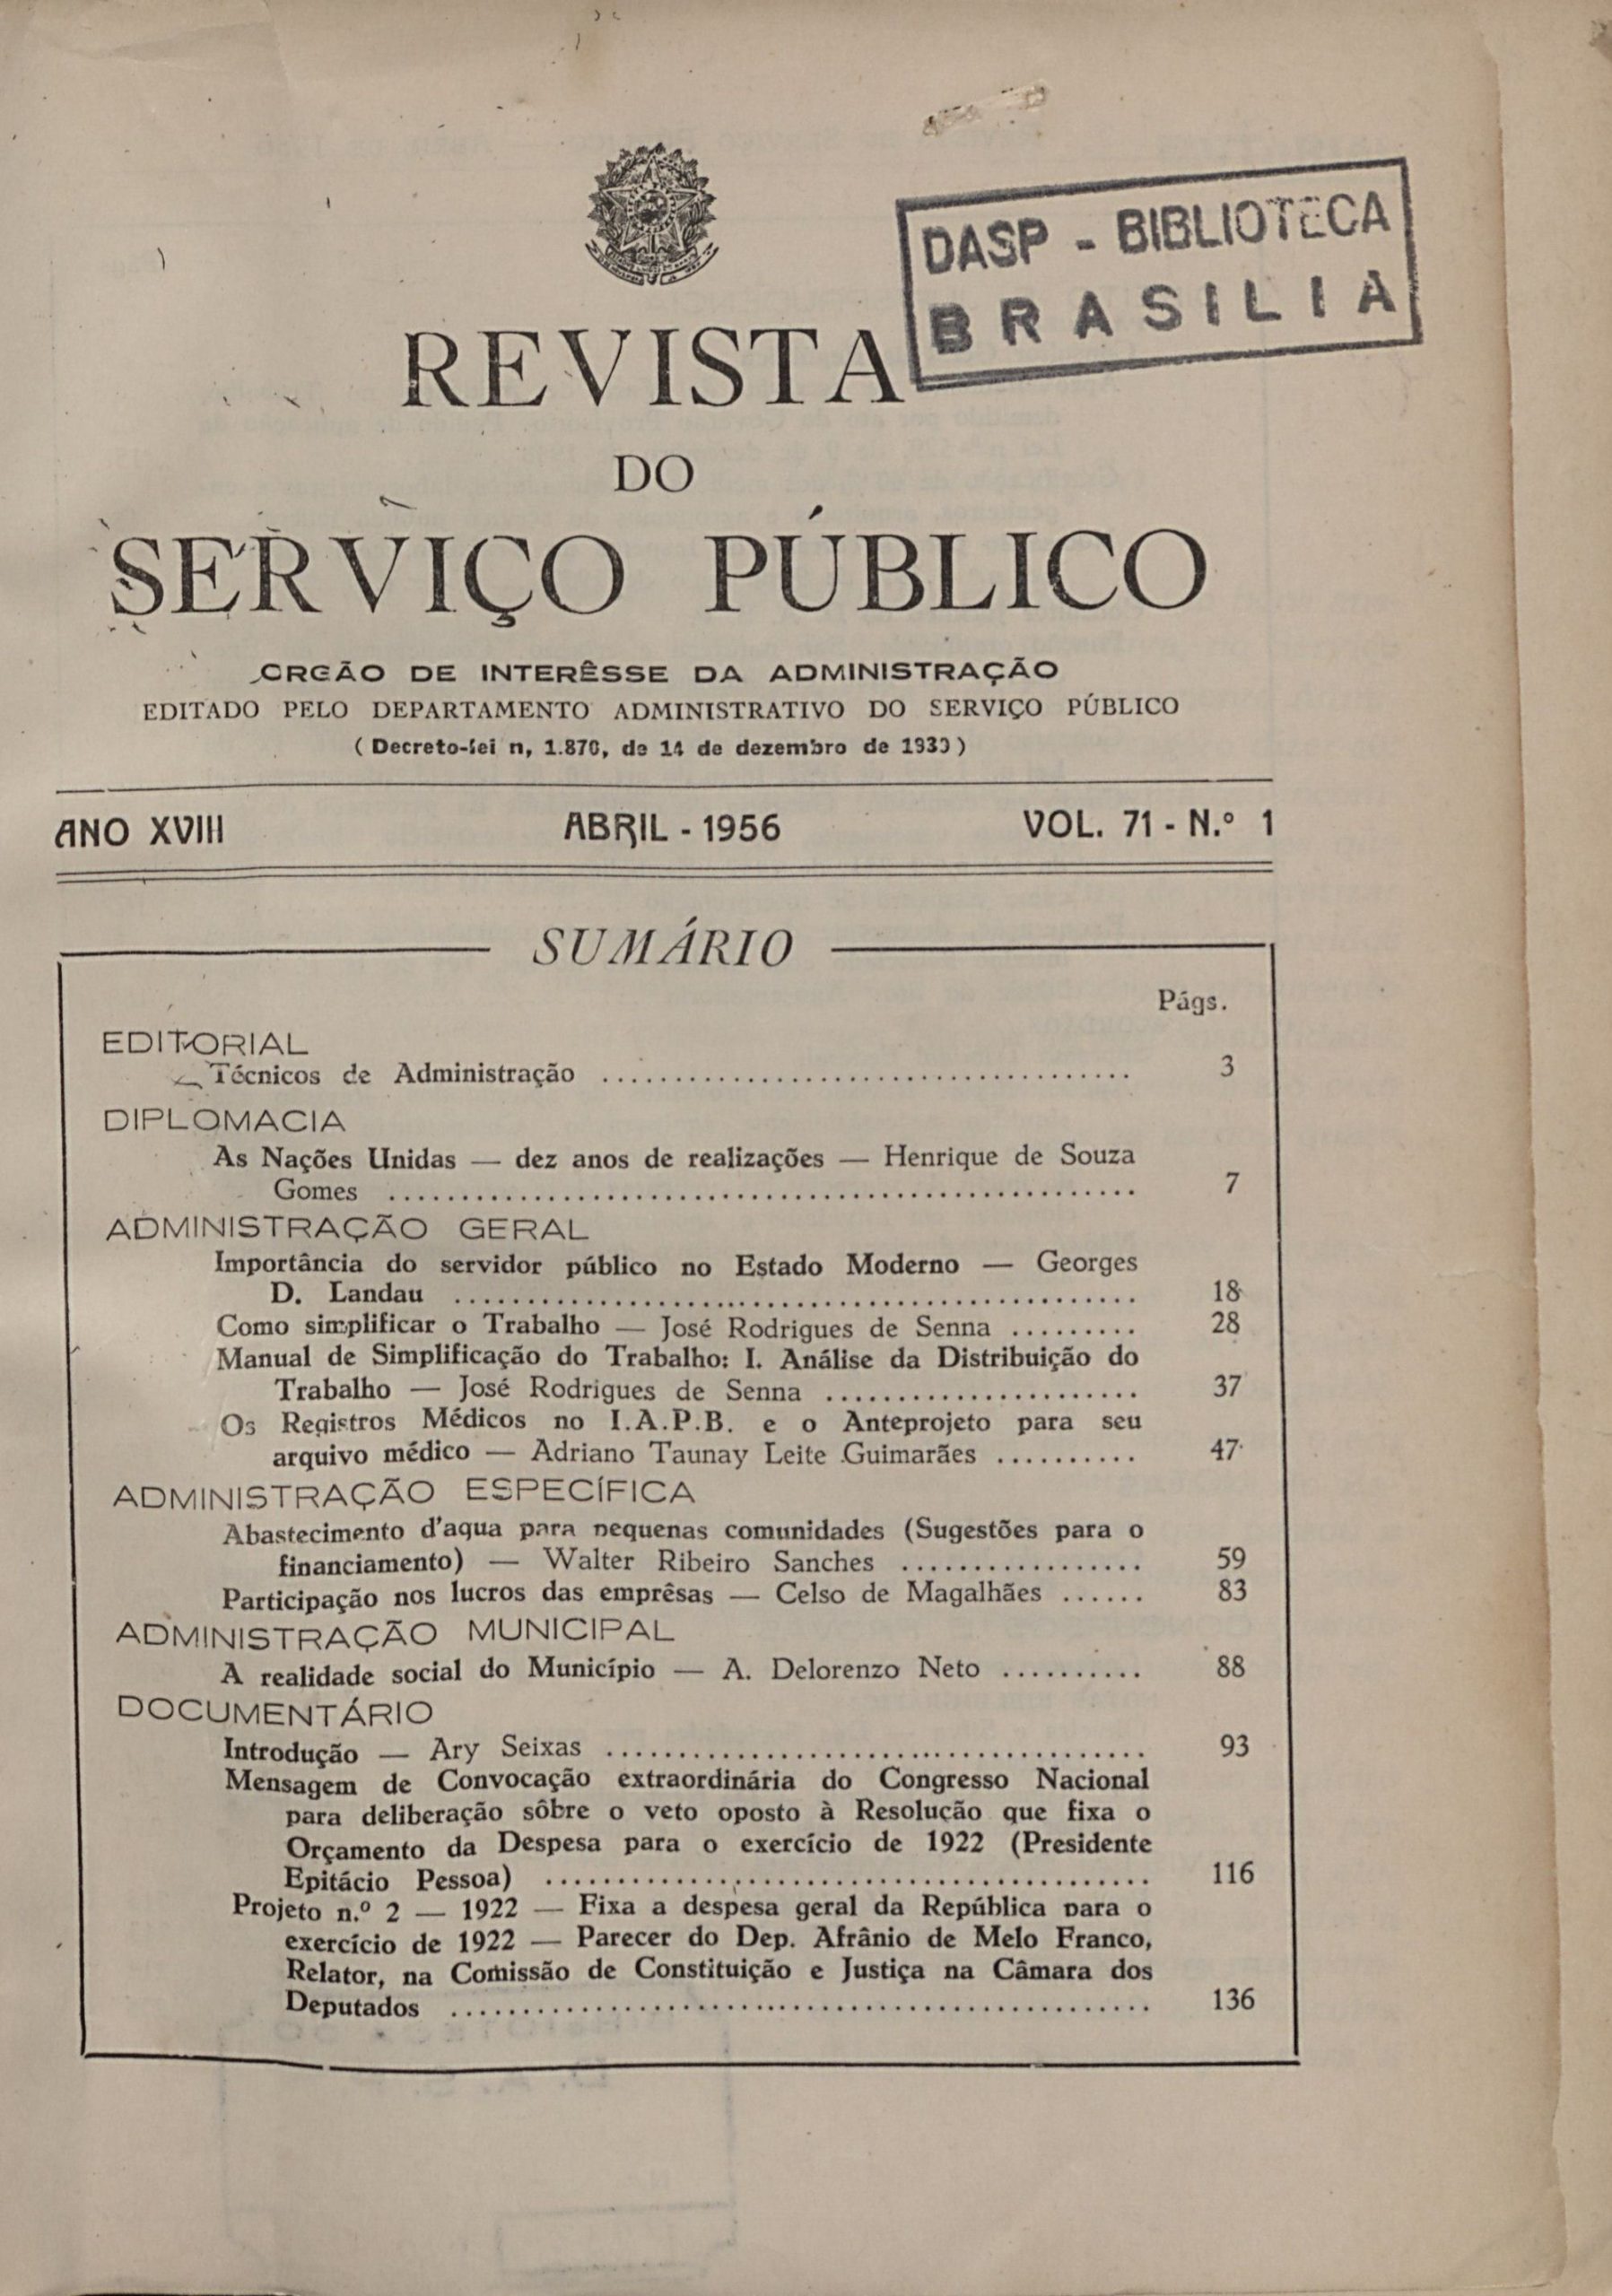 DASP - BIBLIOTECA
BRASILIA
REVISTA
DO
SERVIÇO PÚBLICO
ORGÃO DE INTERÊSSE DA ADMINISTRAÇÃO
EDITADO PELO DEPARTAMENTO ADMINISTRATIVO DO SERVIÇO PÚBLICO
( Decreto-lei n, 1.870, de 14 de dezembro de 1939 )
ANO XVIII ABRIL - 1956 VOL. 71 - N.º 1
SUMÁRIO
Págs.
EDITORIAL
Técnicos de Administração ..................................... 3
DIPLOMACIA
As Nações Unidas — dez anos de realizações — Henrique de Souza
Gomes .................................................... 7
ADMINISTRAÇÃO GERAL
Importância do servidor público no Estado Moderno — Georges
D. Landau ................................................ 18
Como simplificar o Trabalho — José Rodrigues de Senna ......... 28
Manual de Simplificação do Trabalho: I. Análise da Distribuição do
Trabalho — José Rodrigues de Senna ...................... 37
Os Registros Médicos no I.A.P.B. e o Anteprojeto para seu
arquivo médico — Adriano Taunay Leite Guimarães .......... 47
ADMINISTRAÇÃO ESPECÍFICA
Abastecimento d'agua para pequenas comunidades (Sugestões para o
financiamento) — Walter Ribeiro Sanches ................. 59
Participação nos lucros das emprêsas — Celso de Magalhães ...... 83
ADMINISTRAÇÃO MUNICIPAL
A realidade social do Município — A. Delorenzo Neto .......... 88
DOCUMENTÁRIO
Introdução — Ary Seixas ...................................... 93
Mensagem de Convocação extraordinária do Congresso Nacional
para deliberação sôbre o veto oposto à Resolução que fixa o
Orçamento da Despesa para o exercício de 1922 (Presidente
Epitácio Pessoa) .......................................... 116
Projeto n.º 2 — 1922 — Fixa a despesa geral da República para o
exercício de 1922 — Parecer do Dep. Afrânio de Melo Franco,
Relator, na Comissão de Constituição e Justiça na Câmara dos
Deputados ................................................. 136